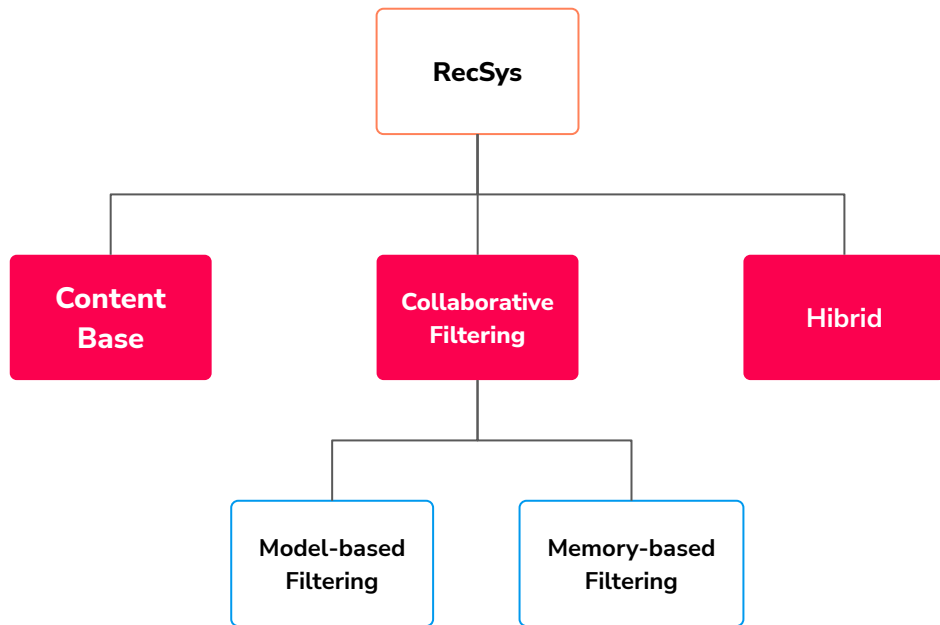 RecSys
Content
Base
Collaborative
Filtering
Hibrid
Model-based
Filtering
Memory-based
Filtering